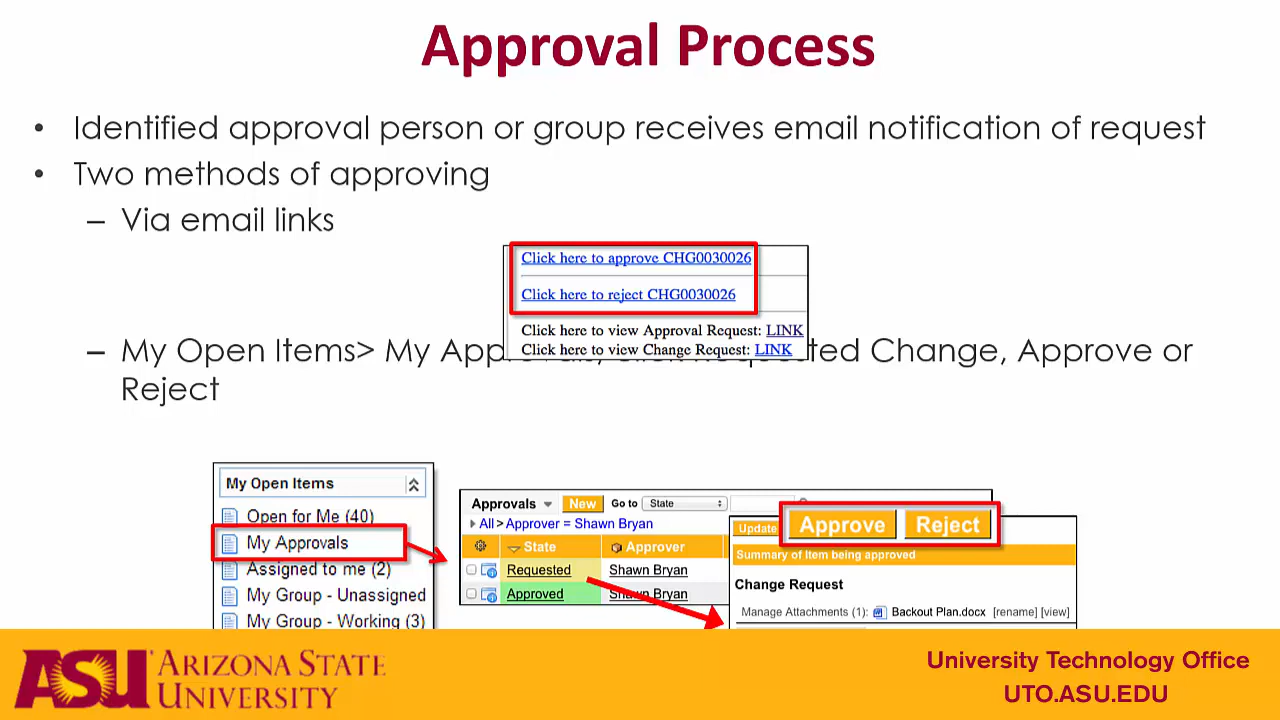 Approval Process
• Identified approval person or group receives email notification of request
• Two methods of approving
– Via email links
Click here to approve CHG0030026
Click here to reject CHG0030026
Click here to view Approval Request: LINK
Click here to view Change Request: LINK
– My Open Items> My App ted Change, Approve or
Reject
My Open Items
Open for Me (40)
My Approvals
Assigned to me (2)
My Group - Unassigned
My Group - Working (3)
Approvals New Go to State
All > Approver = Shawn Bryan
State Approver
Requested Shawn Bryan
Approved Shawn Bryan
Update Approve Reject
Summary of Item being approved
Change Request
Manage Attachments (1): Backout Plan.docx [rename] [view]
ASU ARIZONA STATE
UNIVERSITY
University Technology Office
UTO.ASU.EDU